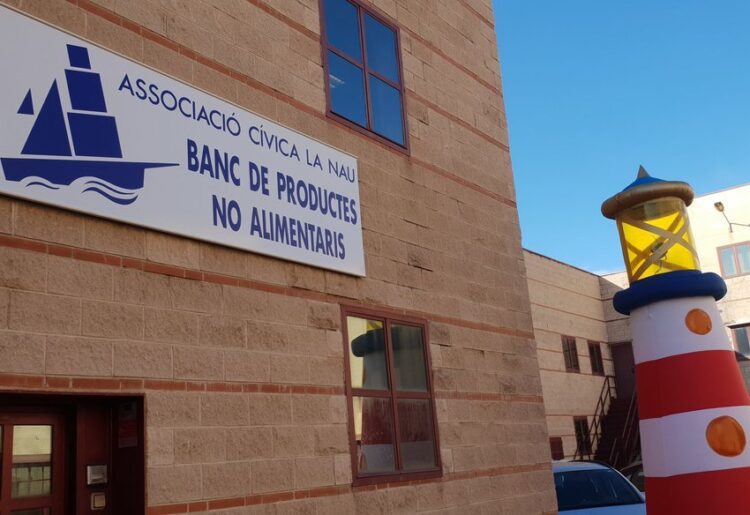 ASSOCIACIÓ CÍVICA LA NAU
BANC DE PRODUCTES
NO ALIMENTARIS